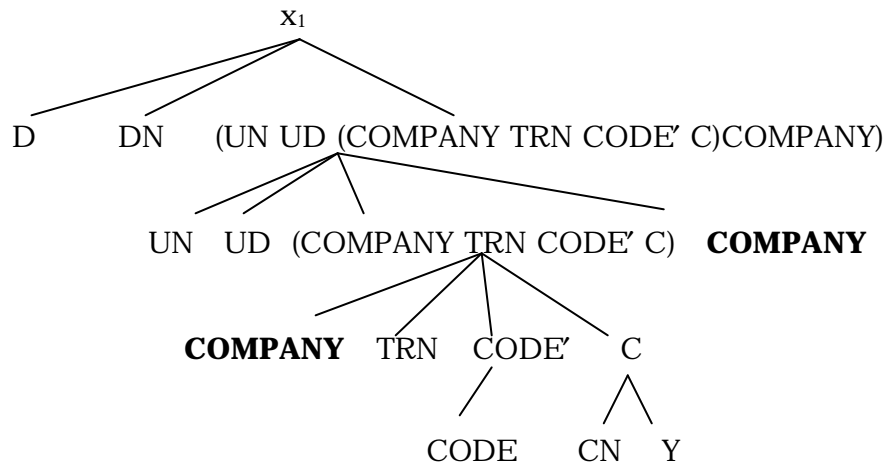 x₁
D DN (UN UD (COMPANY TRN CODE′ C)COMPANY)
UN UD (COMPANY TRN CODE′ C) COMPANY
COMPANY TRN CODE′ C
CODE CN Y